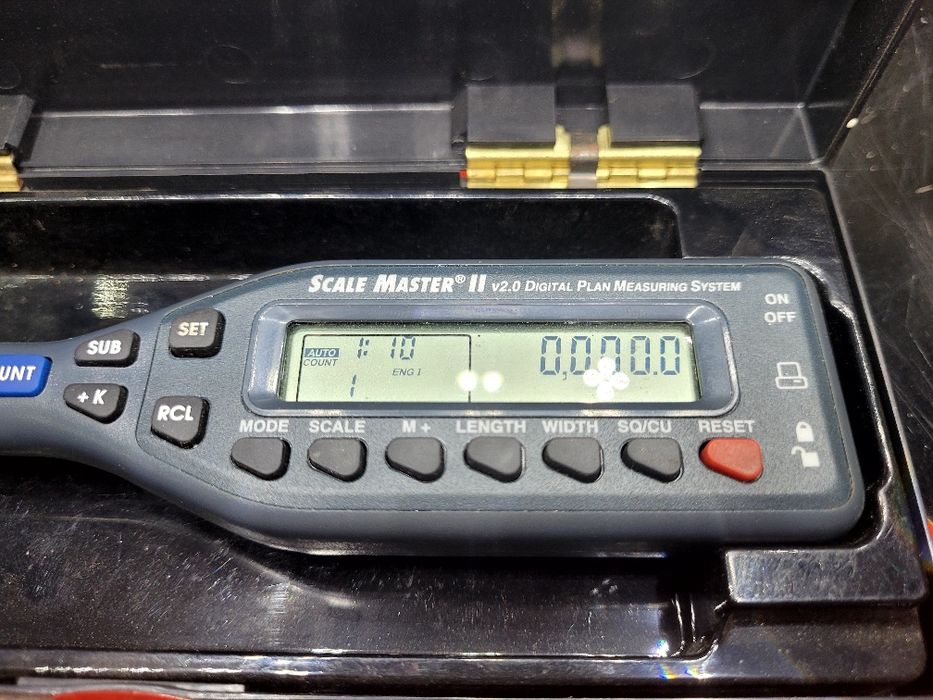 SCALE MASTER® II V2.0 DIGITAL PLAN MEASURING SYSTEM
ON
OFF
SET
SUB
UNT
+ K
RCL
AUTO
COUNT
1: 10
ENG I
1
0,000.0
MODE SCALE M+ LENGTH WIDTH SQ/CU RESET